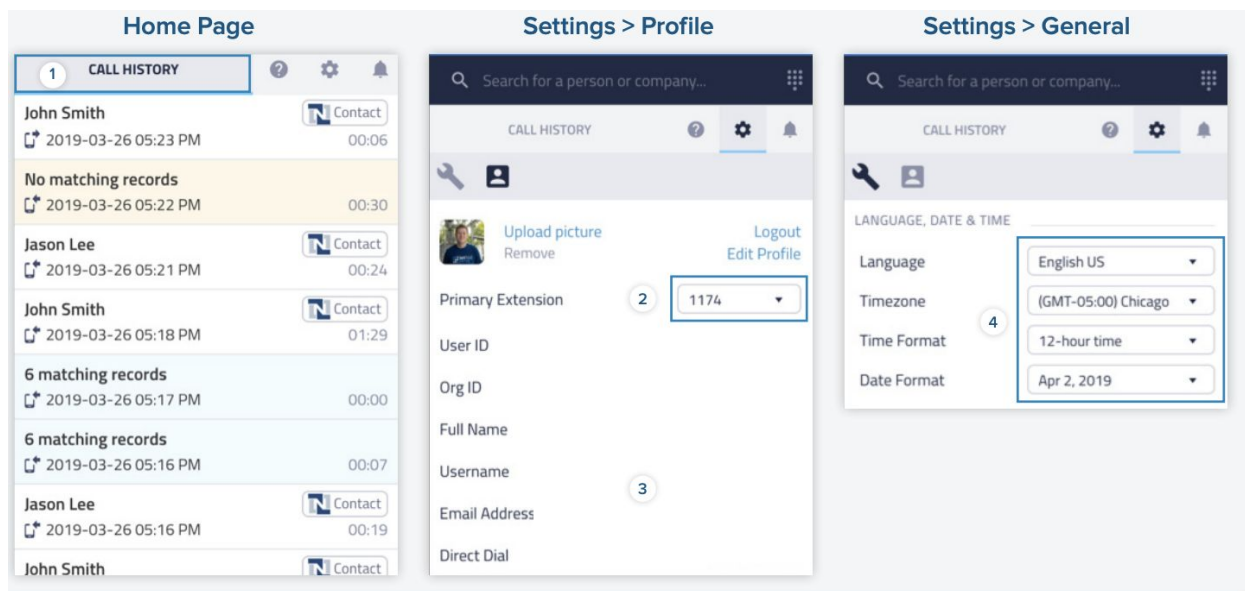 Home Page
1
CALL HISTORY
John Smith
N Contact
2019-03-26 05:23 PM
00:06
No matching records
2019-03-26 05:22 PM
00:30
Jason Lee
N Contact
2019-03-26 05:21 PM
00:24
John Smith
N Contact
2019-03-26 05:18 PM
01:29
6 matching records
2019-03-26 05:17 PM
00:00
6 matching records
2019-03-26 05:16 PM
00:07
Jason Lee
N Contact
2019-03-26 05:16 PM
00:19
John Smith
N Contact
Settings > Profile
Search for a person or company...
CALL HISTORY
Upload picture
Remove
Logout
Edit Profile
Primary Extension
2
1174
User ID
Org ID
Full Name
Username
3
Email Address
Direct Dial
Settings > General
Search for a person or company...
CALL HISTORY
LANGUAGE, DATE & TIME
Language
English US
Timezone
(GMT-05:00) Chicago
4
Time Format
12-hour time
Date Format
Apr 2, 2019